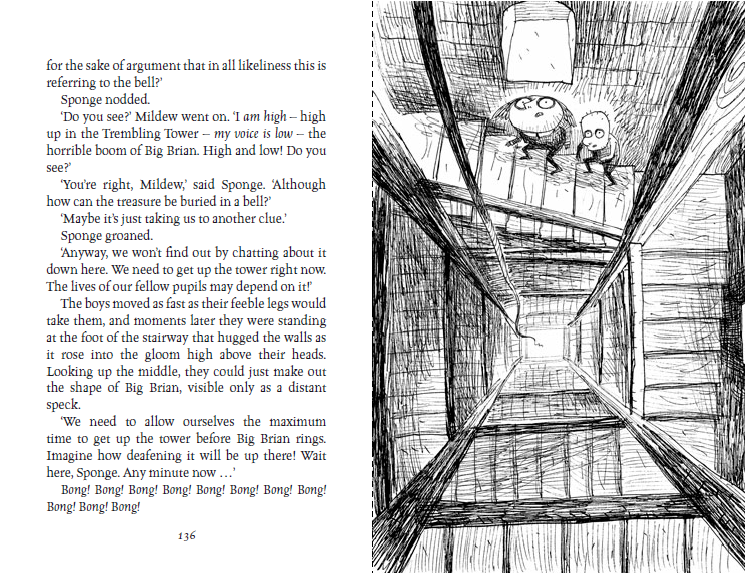 for the sake of argument that in all likeliness this is
referring to the bell?’
Sponge nodded.
‘Do you see?’ Mildew went on. ‘I am high – high
up in the Trembling Tower – my voice is low – the
horrible boom of Big Brian. High and low! Do you
see?’
‘You’re right, Mildew,’ said Sponge. ‘Although
how can the treasure be buried in a bell?’
‘Maybe it’s just taking us to another clue.’
Sponge groaned.
‘Anyway, we won’t find out by chatting about it
down here. We need to get up the tower right now.
The lives of our fellow pupils may depend on it!’
The boys moved as fast as their feeble legs would
take them, and moments later they were standing
at the foot of the stairway that hugged the walls as
it rose into the gloom high above their heads.
Looking up the middle, they could just make out
the shape of Big Brian, visible only as a distant
speck.
‘We need to allow ourselves the maximum
time to get up the tower before Big Brian rings.
Imagine how deafening it will be up there! Wait
here, Sponge. Any minute now …’
Bong! Bong! Bong! Bong! Bong! Bong! Bong! Bong!
Bong! Bong! Bong!
136